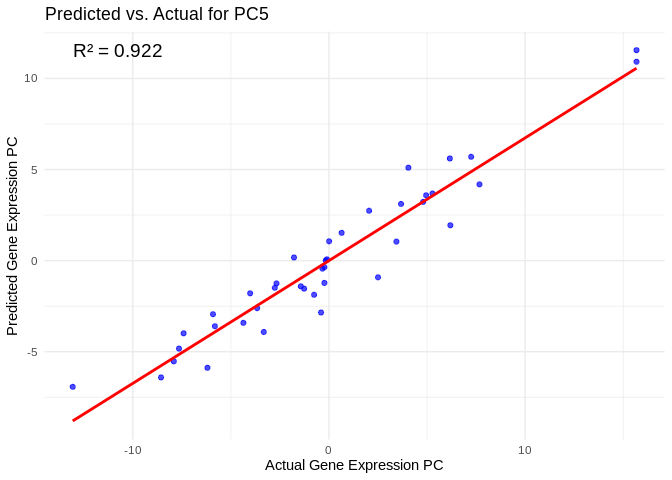 Predicted vs. Actual for PC5
R² = 0.922
10
5
0
-5
Predicted Gene Expression PC
-10
0
10
Actual Gene Expression PC